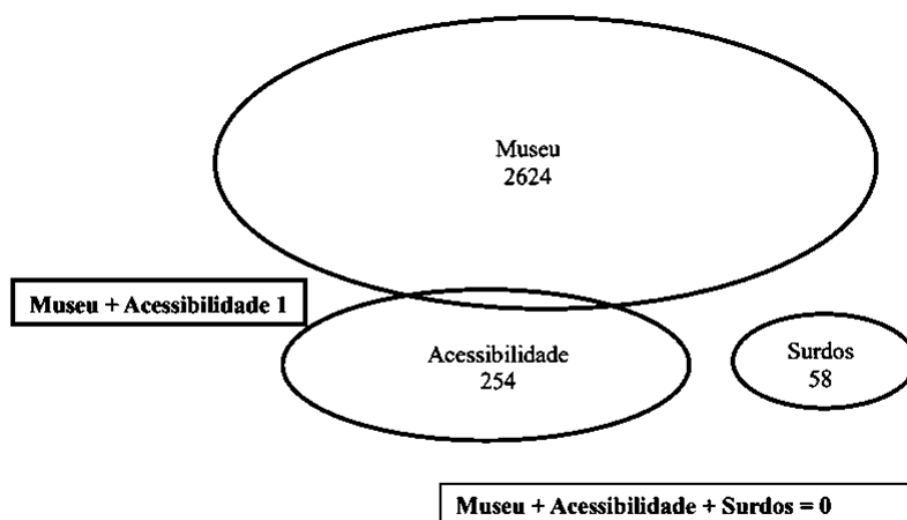 Museu
2624
Museu + Acessibilidade 1
Acessibilidade
254
Surdos
58
Museu + Acessibilidade + Surdos = 0